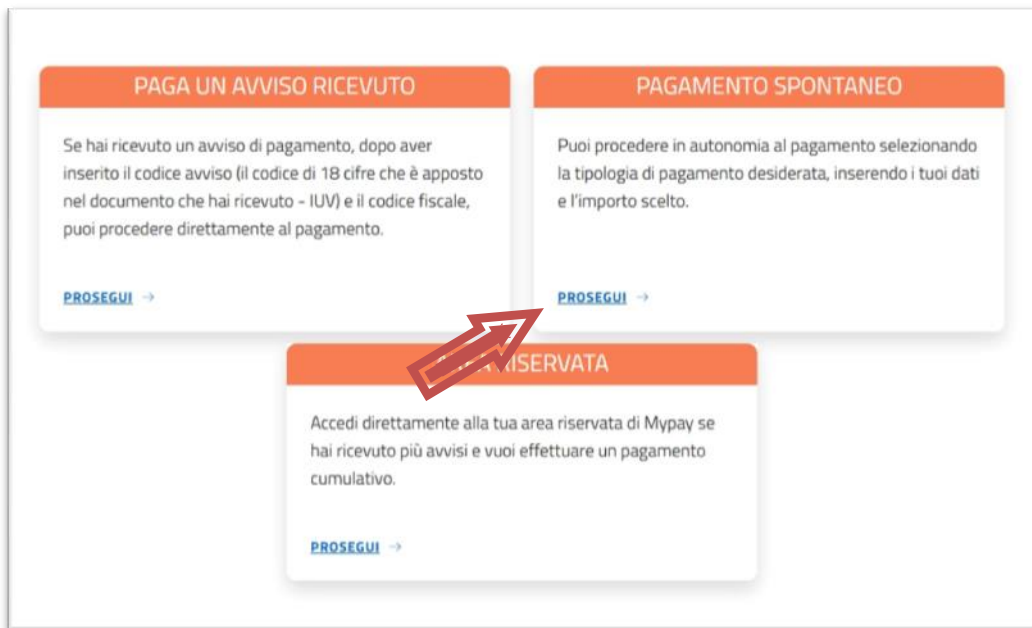 PAGA UN AVVISO RICEVUTO
Se hai ricevuto un avviso di pagamento, dopo aver
inserito il codice avviso (il codice di 18 cifre che è apposto
nel documento che hai ricevuto - IUV) e il codice fiscale,
puoi procedere direttamente al pagamento.
PROSEGUI →
PAGAMENTO SPONTANEO
Puoi procedere in autonomia al pagamento selezionando
la tipologia di pagamento desiderata, inserendo i tuoi dati
e l'importo scelto.
PROSEGUI →
RISERVATA
Accedi direttamente alla tua area riservata di Mypay se
hai ricevuto più avvisi e vuoi effettuare un pagamento
cumulativo.
PROSEGUI →